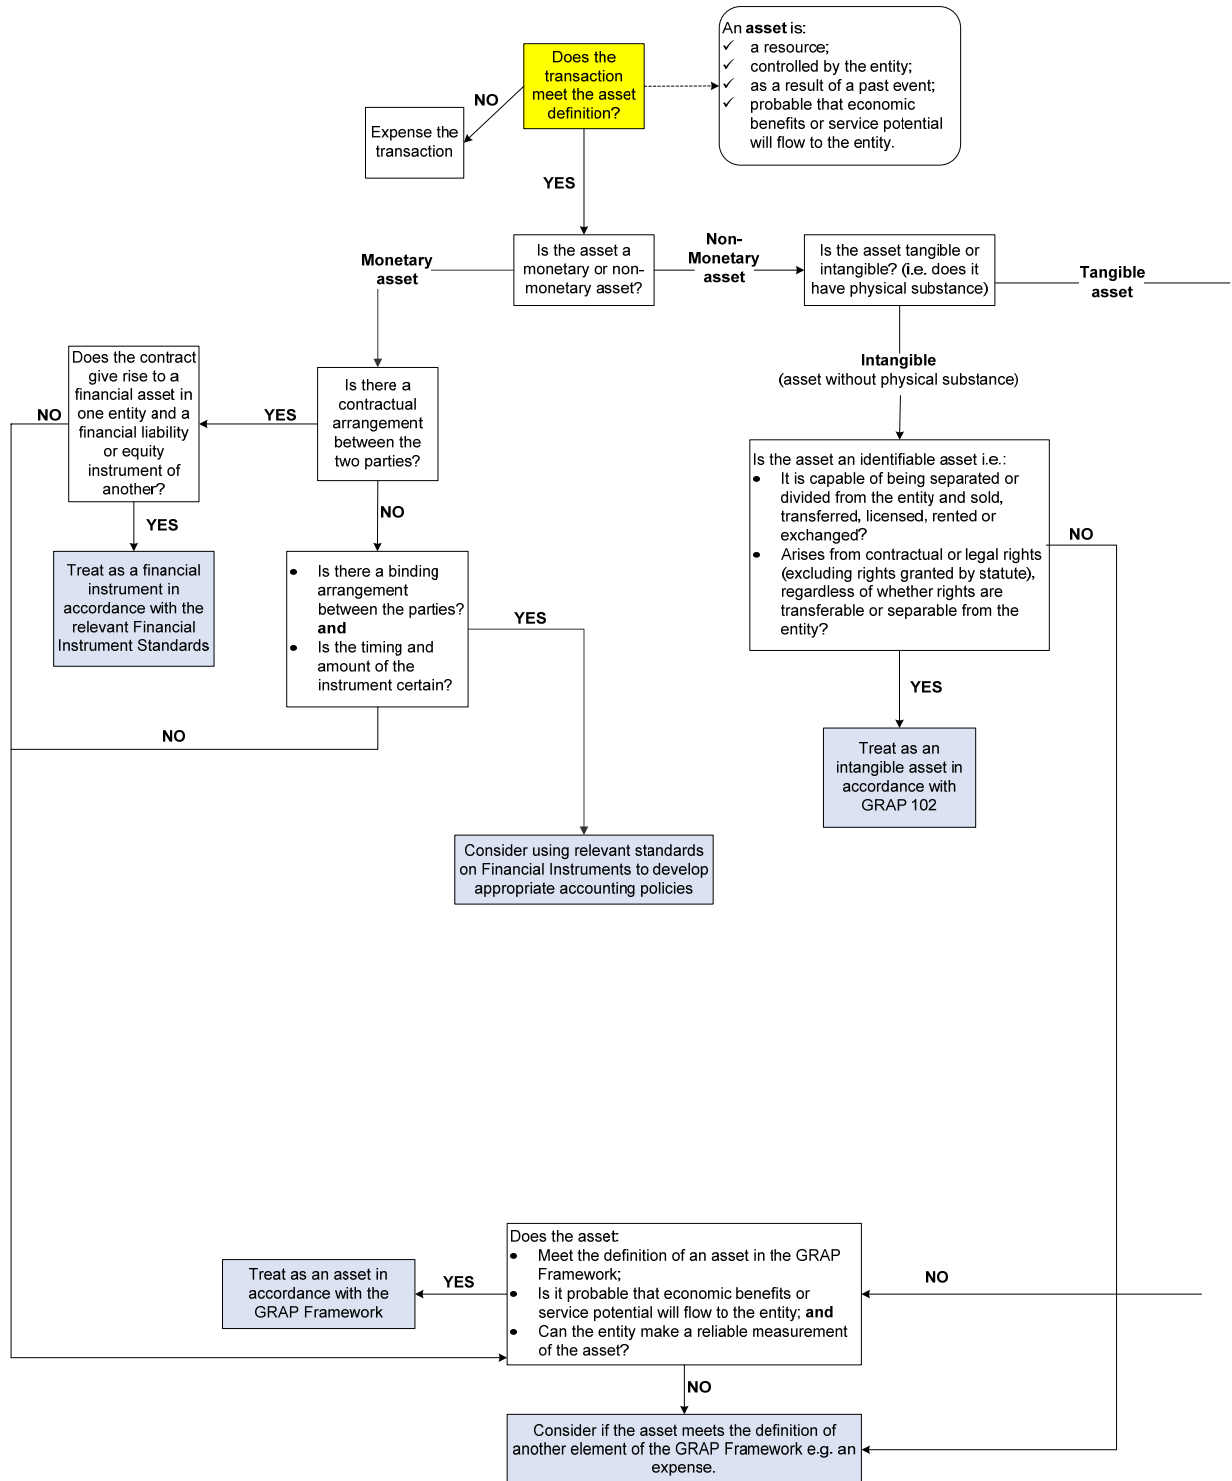 An asset is:
✓ a resource;
✓ controlled by the entity;
✓ as a result of a past event;
✓ probable that economic
benefits or service potential
will flow to the entity.
Does the
transaction
meet the asset
definition?
NO
Expense the
transaction
YES
Is the asset a
monetary or non-
monetary asset?
Monetary
asset
Non-
Monetary
asset
Is the asset tangible or
intangible? (i.e. does it
have physical substance)
Tangible
asset
Intangible
(asset without physical substance)
Does the contract
give rise to a
financial asset in
one entity and a
financial liability
or equity
instrument of
another?
NO
YES
Is there a
contractual
arrangement
between the
two parties?
YES
NO
Treat as a financial
instrument in
accordance with the
relevant Financial
Instrument Standards
• Is there a binding
arrangement
between the parties?
and
• Is the timing and
amount of the
instrument certain?
YES
NO
Is the asset an identifiable asset i.e.:
• It is capable of being separated or
divided from the entity and sold,
transferred, licensed, rented or
exchanged?
• Arises from contractual or legal rights
(excluding rights granted by statute),
regardless of whether rights are
transferable or separable from the
entity?
NO
YES
Treat as an
intangible asset in
accordance with
GRAP 102
Consider using relevant standards
on Financial Instruments to develop
appropriate accounting policies
Does the asset:
• Meet the definition of an asset in the GRAP
Framework;
• Is it probable that economic benefits or
service potential will flow to the entity; and
• Can the entity make a reliable measurement
of the asset?
NO
YES
Treat as an asset in
accordance with the
GRAP Framework
NO
Consider if the asset meets the definition of
another element of the GRAP Framework e.g. an
expense.